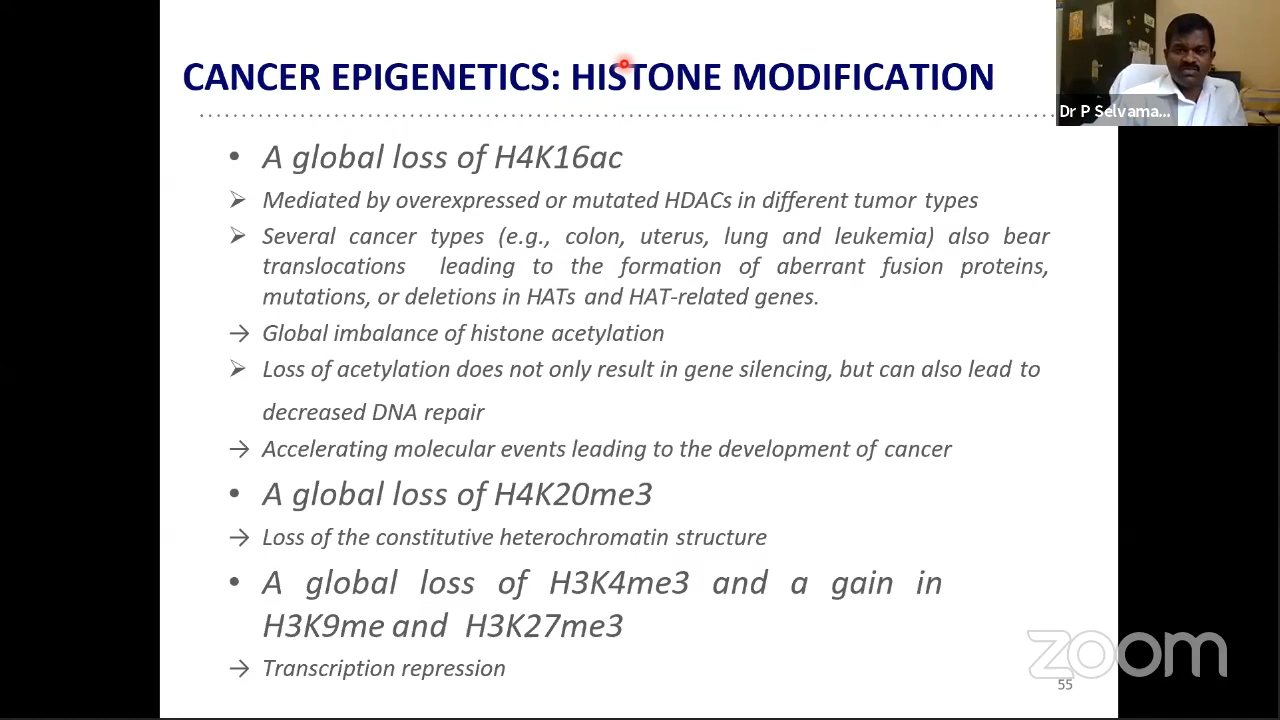 CANCER EPIGENETICS: HISTONE MODIFICATION
Dr P Selvama...
• A global loss of H4K16ac
➢ Mediated by overexpressed or mutated HDACs in different tumor types
➢ Several cancer types (e.g., colon, uterus, lung and leukemia) also bear
translocations leading to the formation of aberrant fusion proteins,
mutations, or deletions in HATs and HAT-related genes.
→ Global imbalance of histone acetylation
➢ Loss of acetylation does not only result in gene silencing, but can also lead to
decreased DNA repair
→ Accelerating molecular events leading to the development of cancer
• A global loss of H4K20me3
→ Loss of the constitutive heterochromatin structure
• A global loss of H3K4me3 and a gain in
H3K9me and H3K27me3
→ Transcription repression
zoom
55